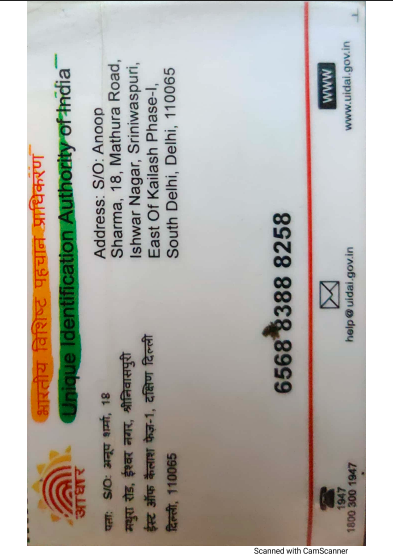 भारतीय विशिष्ट पहचान प्राधिकरण
Unique Identification Authority of India
आधार
पता: S/O: अनूप शर्मा, 18
मथुरा रोड, ईश्वर नगर, श्रीनिवासपुरी
ईस्ट ऑफ कैलाश फेज-1, दक्षिण दिल्ली
दिल्ली, 110065
Address: S/O: Anoop
Sharma, 18, Mathura Road,
Ishwar Nagar, Sriniwaspuri,
East Of Kailash Phase-I,
South Delhi, Delhi, 110065
6568 8388 8258
1947
1800 300 1947
help@uidai.gov.in
www
www.uidai.gov.in
Scanned with CamScanner